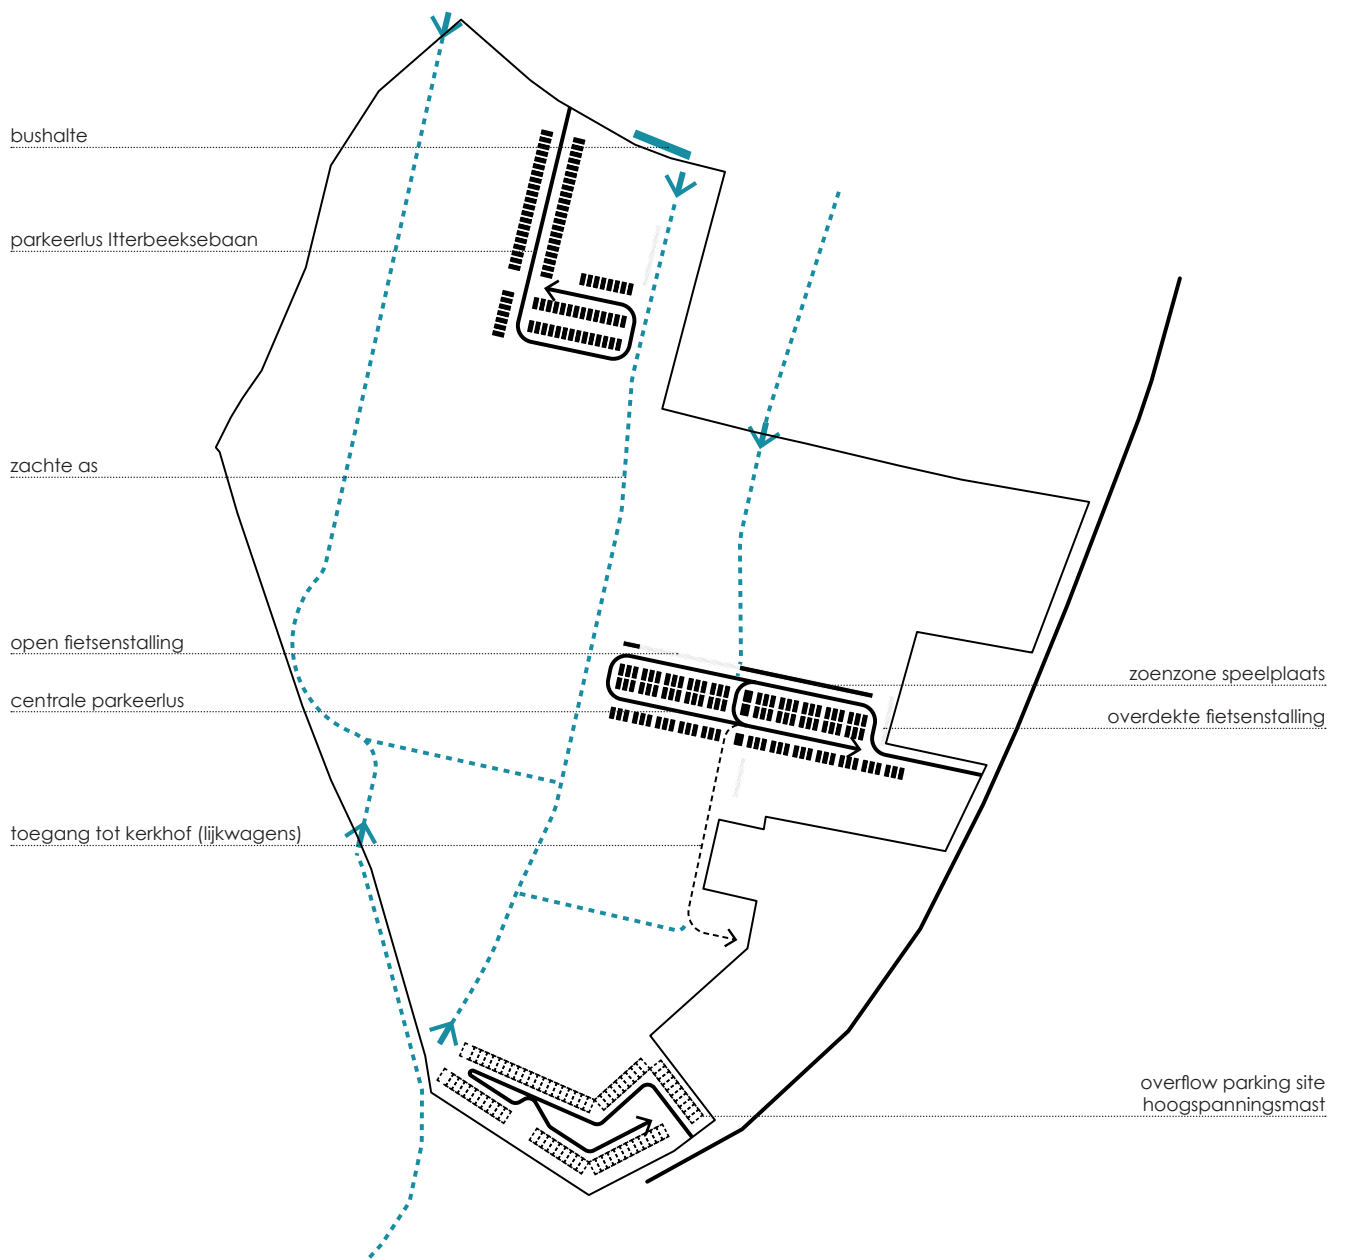 bushalte
parkeerlus Itterbeeksebaan
zachte as
open fietsenstalling
zoenzone speelplaats
centrale parkeerlus
overdekte fietsenstalling
toegang tot kerkhof (lijkwagens)
overflow parking site
hoogspanningsmast